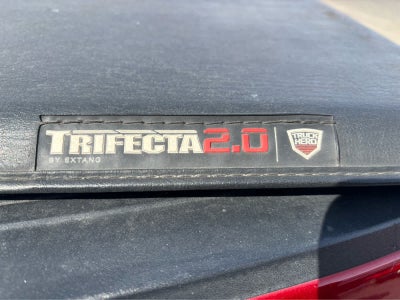 TRIFECTA2.0
BY EXTANG
TRUCK
HERO